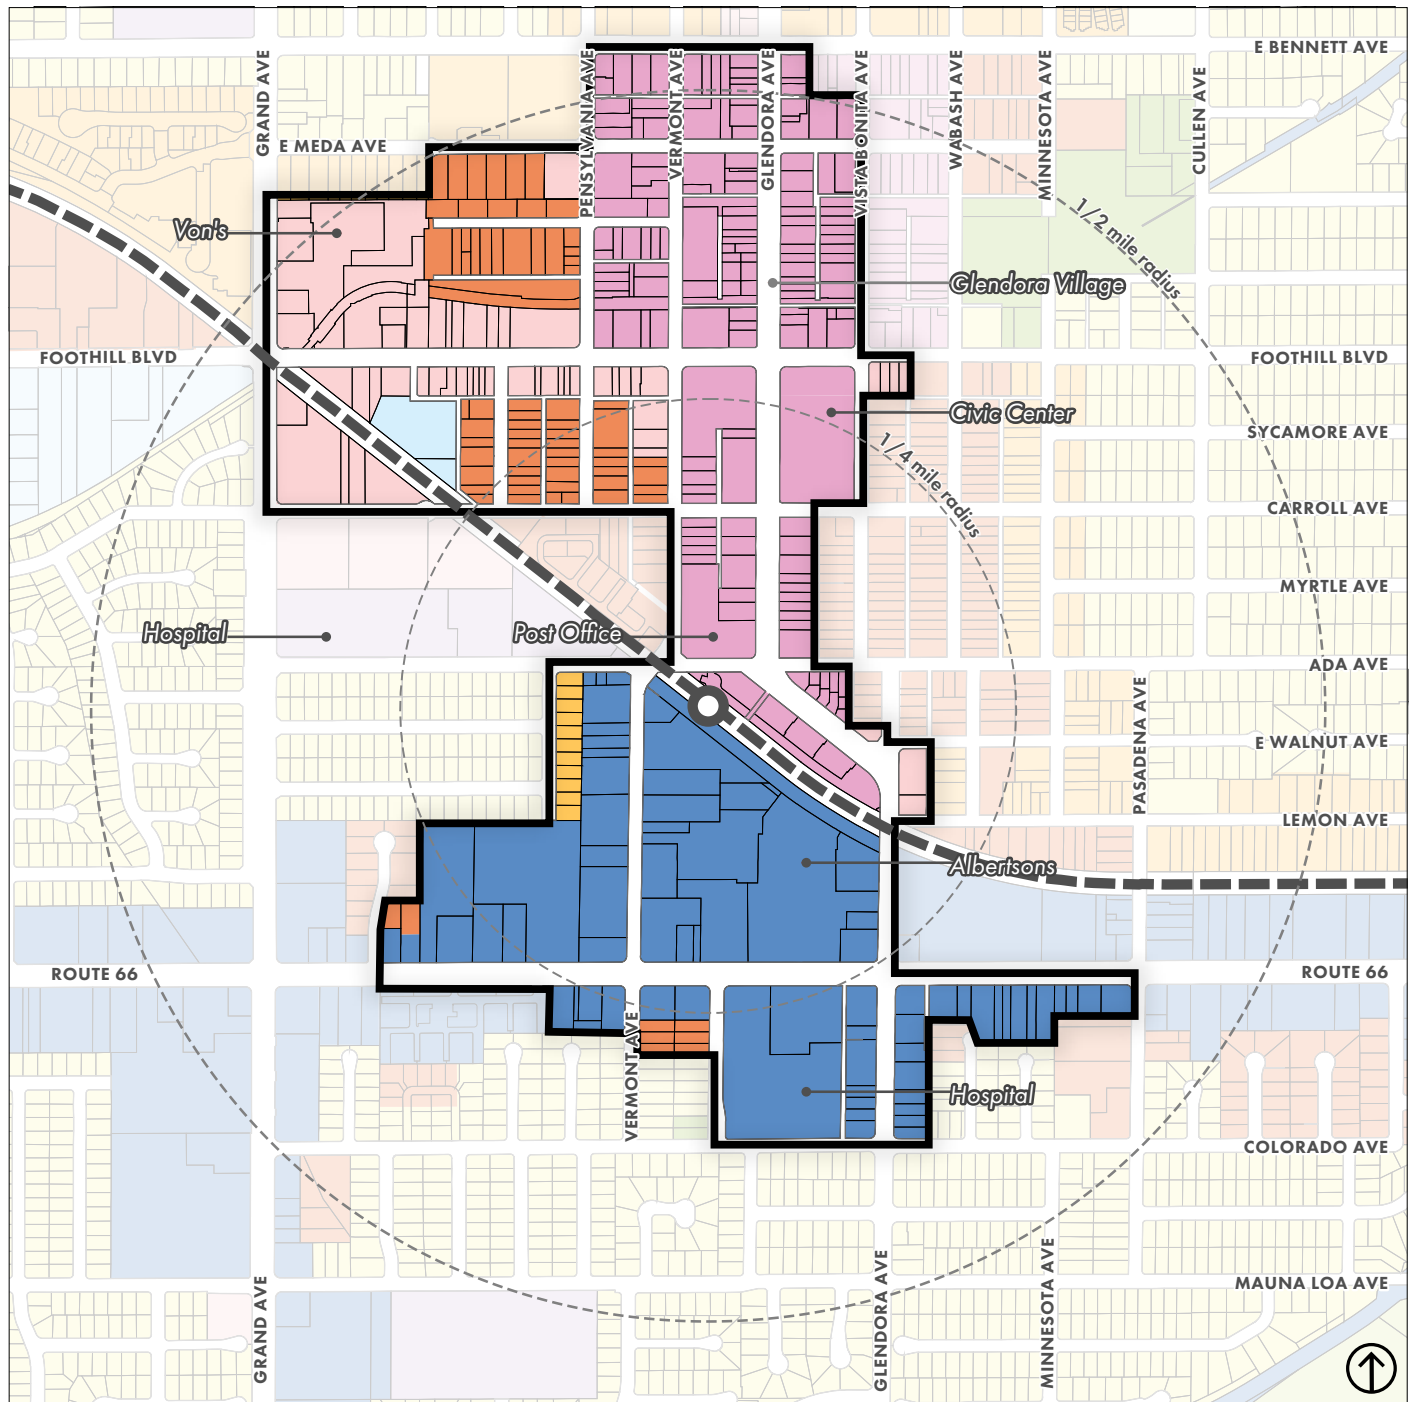 E BENNETT AVE
GRAND AVE
PENSYLVANIA AVE
VERMONT AVE
GLENDORA AVE
VISTA BONITA AVE
WABASH AVE
MINNESOTA AVE
CULLEN AVE
E MEDA AVE
Von's
1/2 mile radius
Glendora Village
FOOTHILL BLVD
FOOTHILL BLVD
Civic Center
SYCAMORE AVE
1/4 mile radius
CARROLL AVE
MYRTLE AVE
Hospital
Post Office
ADA AVE
PASADENA AVE
E WALNUT AVE
LEMON AVE
Albertsons
ROUTE 66
ROUTE 66
VERMONT AVE
Hospital
COLORADO AVE
GRAND AVE
GLENDORA AVE
MINNESOTA AVE
MAUNA LOA AVE